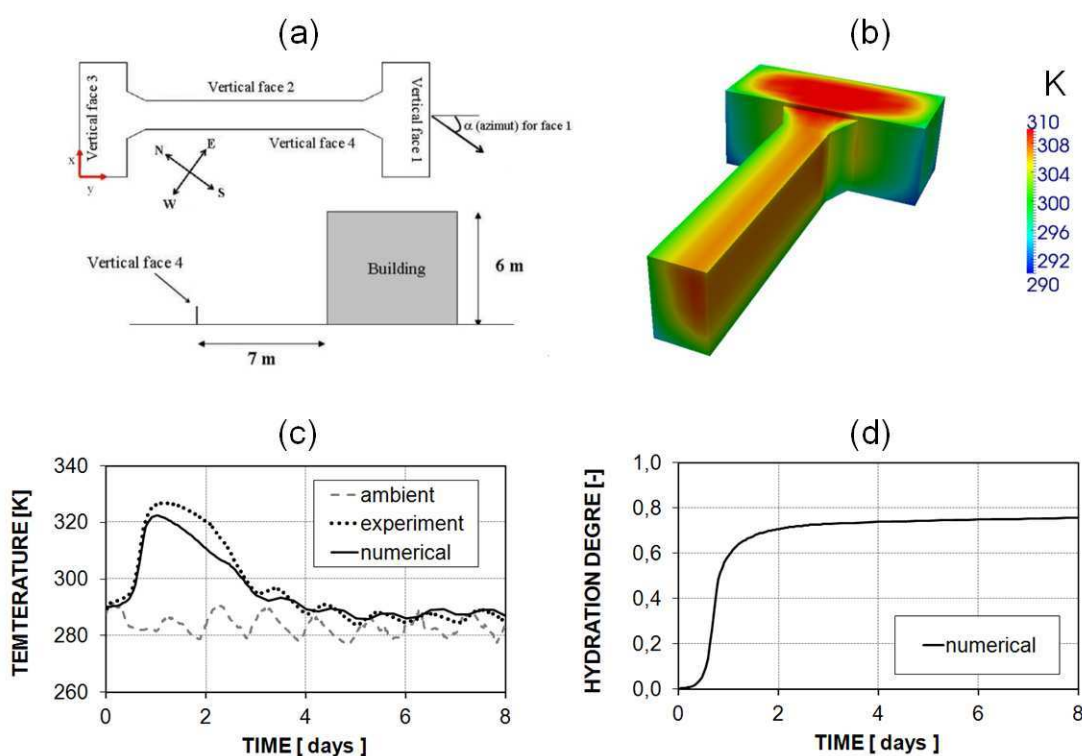 (a)
Vertical face 3
Vertical face 2
Vertical face 4
Vertical face 1
α (azimut) for face 1
x
y
N
E
W
S
Vertical face 4
Building
6 m
7 m
(b)
K
310
308
304
300
296
292
290
(c)
TEMTERATURE [K]
340
320
300
280
260
ambient
experiment
numerical
0
2
4
6
8
TIME [ days ]
(d)
HYDRATION DEGRE [-]
1,0
0,8
0,6
0,4
0,2
0,0
numerical
0
2
4
6
8
TIME [ days ]